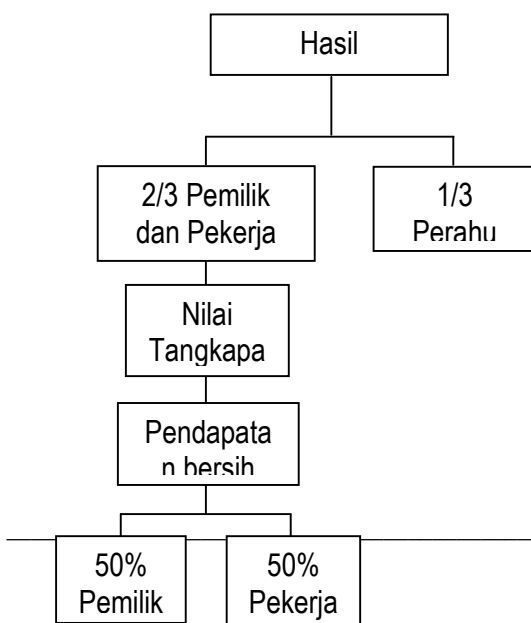 Hasil
2/3 Pemilik
dan Pekerja
1/3
Perahu
Nilai
Tangkapa
Pendapata
n bersih
50%
Pemilik
50%
Pekerja